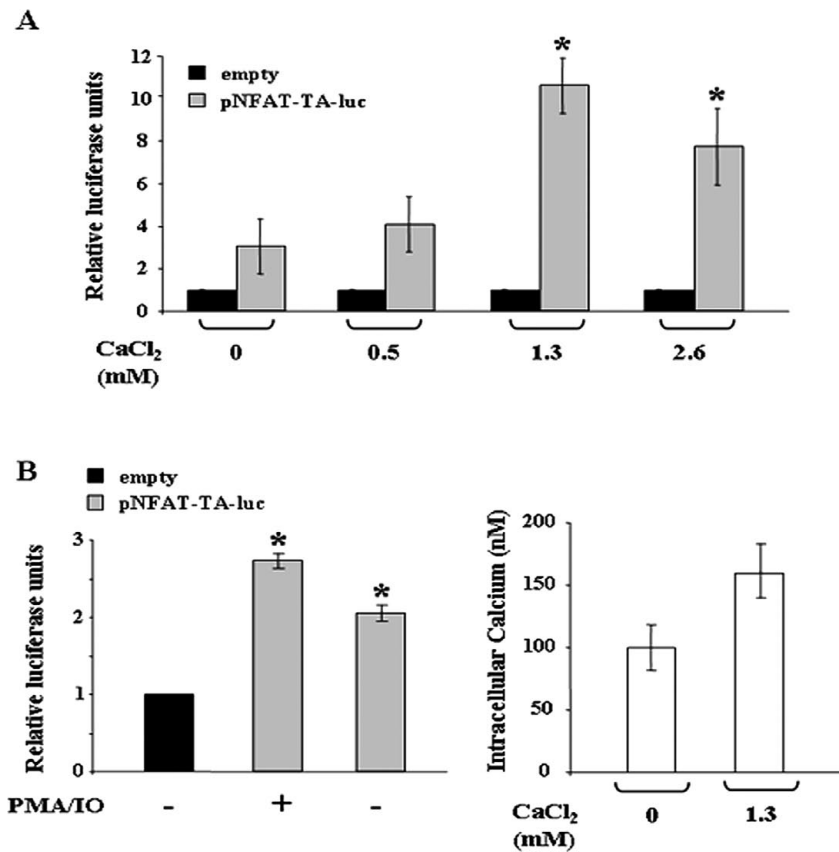 A
Relative luciferase units
12
10
8
6
4
2
0
empty
pNFAT-TA-luc
*
*
CaCl₂
(mM)
0
0.5
1.3
2.6
B
empty
pNFAT-TA-luc
Relative luciferase units
3
2
1
0
*
*
PMA/IO
- + -
Intracellular Calcium (nM)
200
150
100
50
0
CaCl₂
(mM)
0
1.3